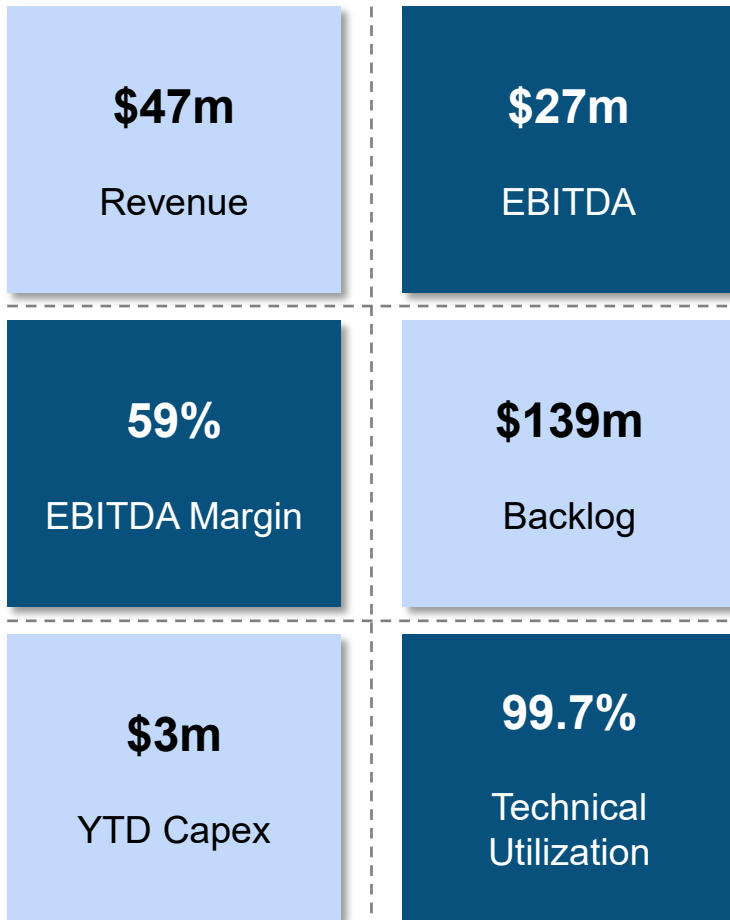 $47m
Revenue
$27m
EBITDA
59%
EBITDA Margin
$139m
Backlog
$3m
YTD Capex
99.7%
Technical
Utilization